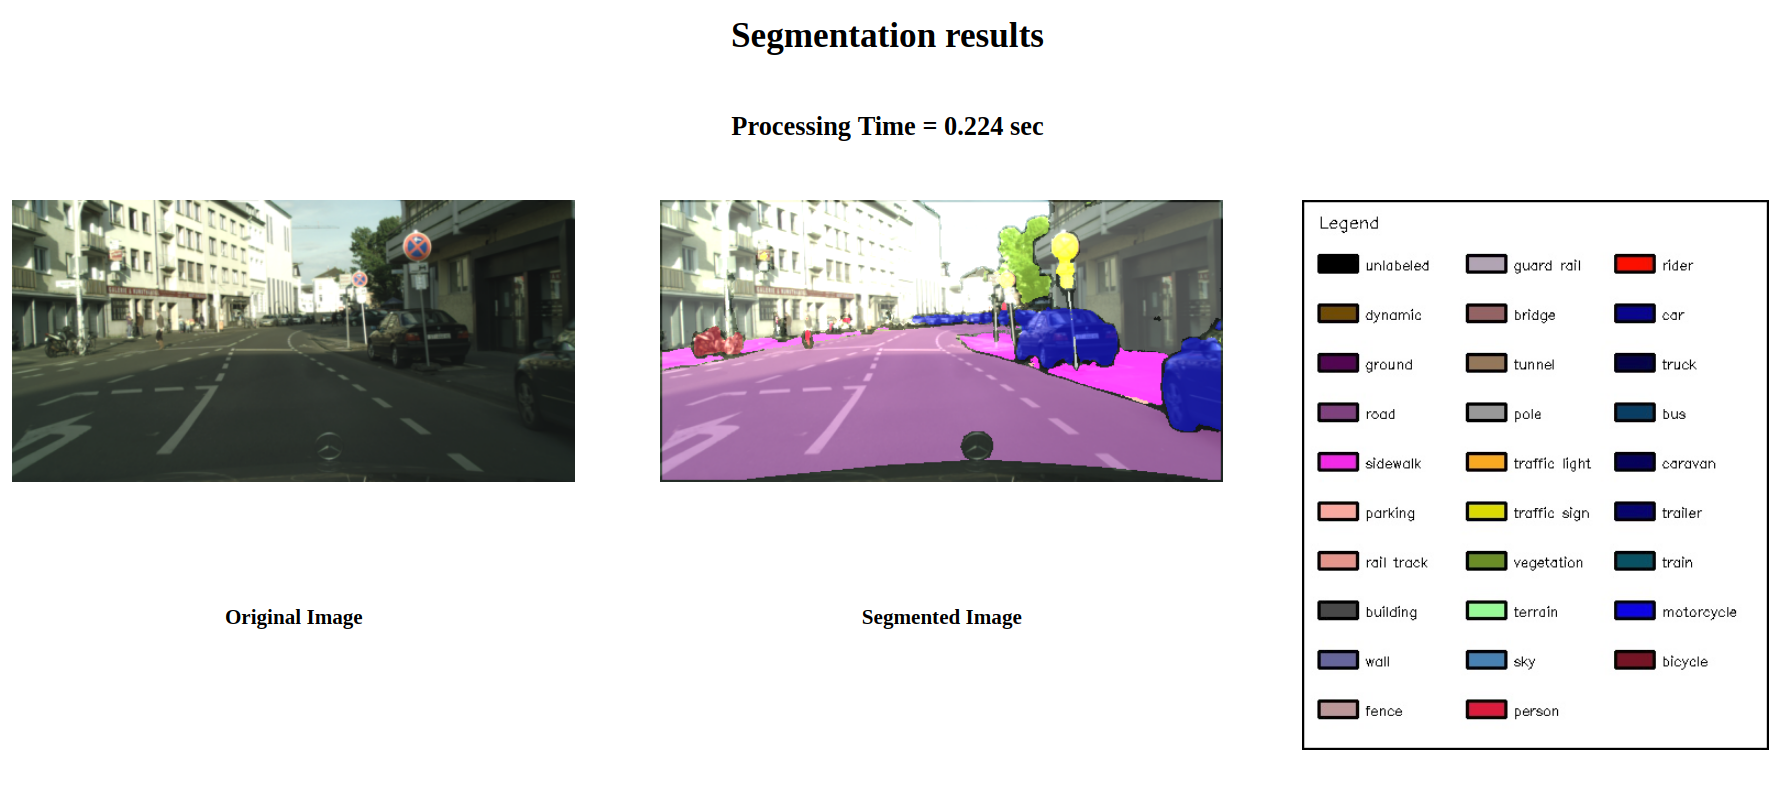 Segmentation results
Processing Time = 0.224 sec
Original Image
Segmented Image
Legend
unlabeled
dynamic
ground
road
sidewalk
parking
rail track
building
wall
fence
guard rail
bridge
tunnel
pole
traffic light
traffic sign
vegetation
terrain
sky
person
rider
car
truck
bus
caravan
trailer
train
motorcycle
bicycle